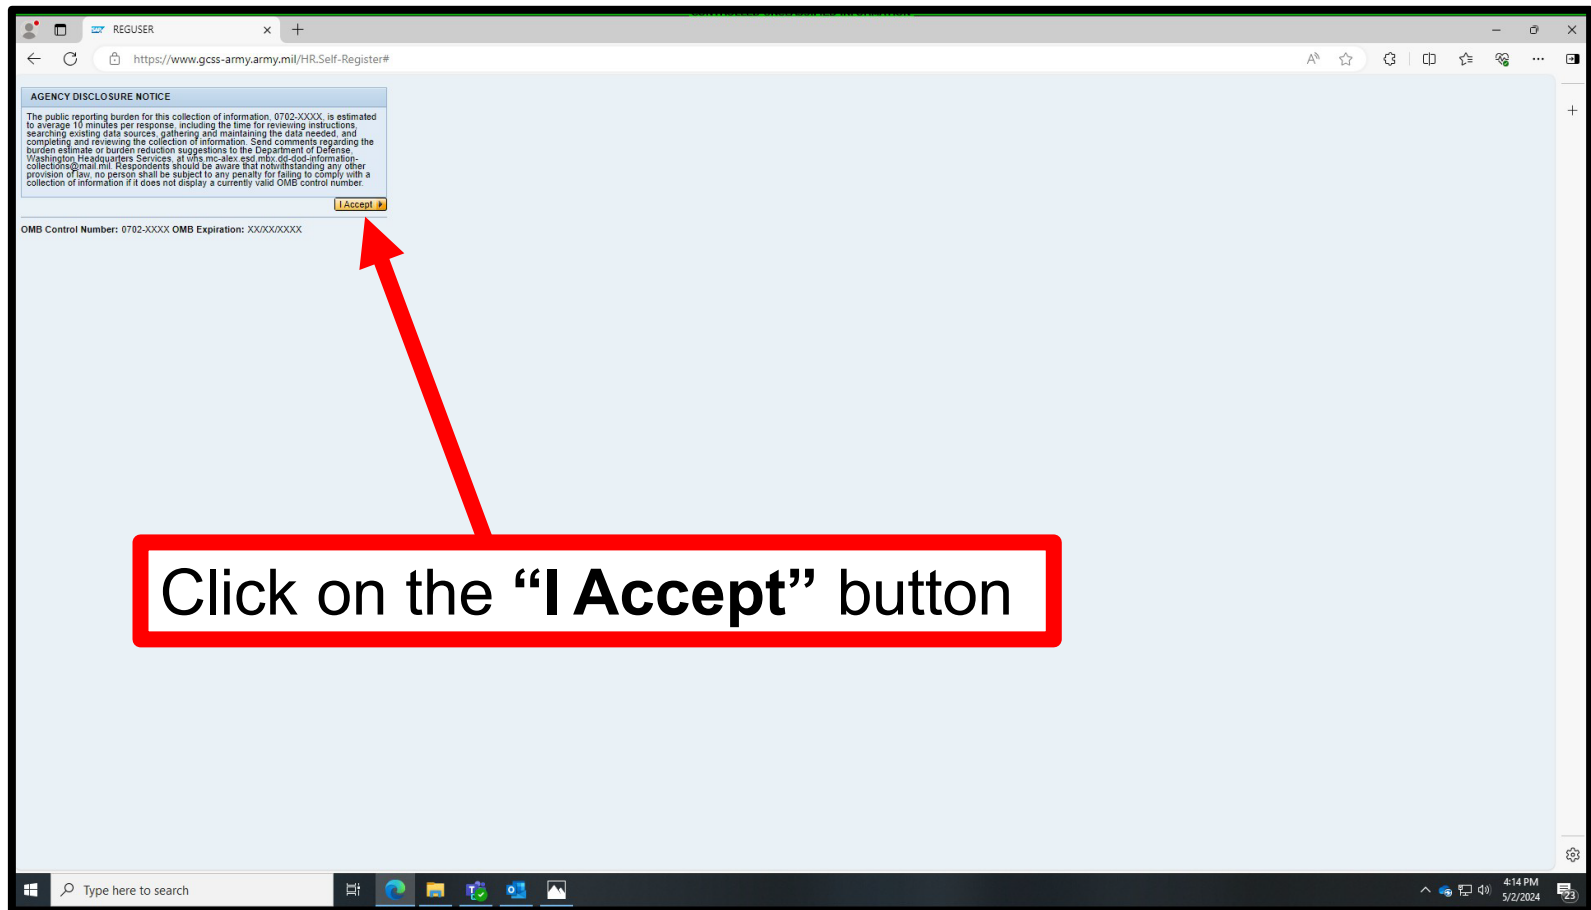 REGUSER
https://www.gcss-army.army.mil/HR.Self-Register#
AGENCY DISCLOSURE NOTICE
The public reporting burden for this collection of information, 0702-XXXX, is estimated
to average 10 minutes per response, including the time for reviewing instructions,
searching existing data sources, gathering and maintaining the data needed, and
completing and reviewing the collection of information. Send comments regarding the
burden estimate or burden reduction suggestions to the Department of Defense,
Washington Headquarters Services, at whs.mc-alex.esd.mbx.dd-dod-information-
collections@mail.mil. Respondents should be aware that notwithstanding any other
provision of law, no person shall be subject to any penalty for failing to comply with a
collection of information if it does not display a currently valid OMB control number.
I Accept
OMB Control Number: 0702-XXXX OMB Expiration: XX/XX/XXXX
Click on the “I Accept” button
Type here to search
4:14 PM
5/2/2024
23